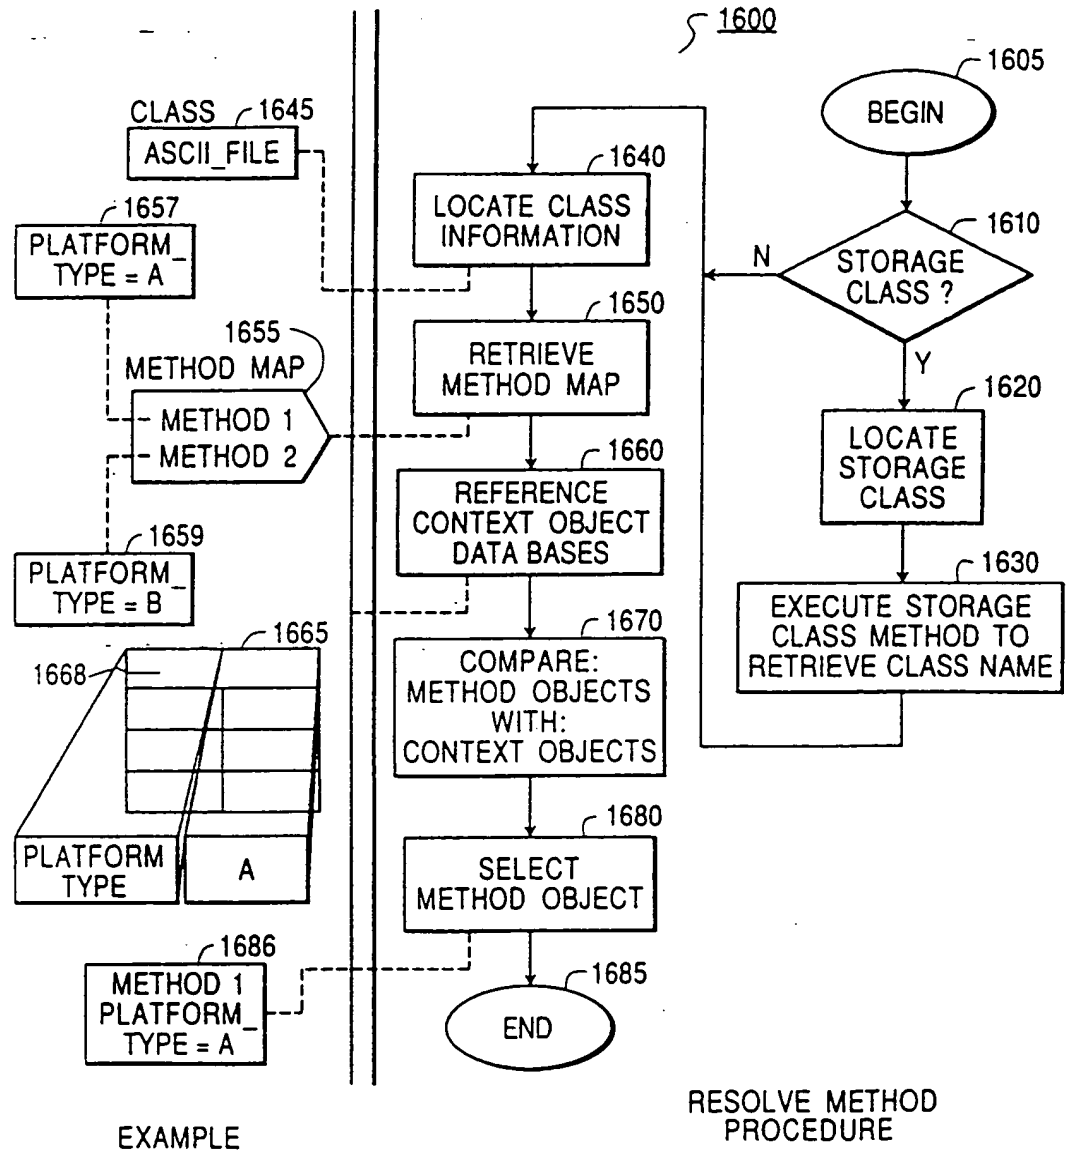 1600
1605
BEGIN
1610
STORAGE
CLASS ?
N
Y
1620
LOCATE
STORAGE
CLASS
1630
EXECUTE STORAGE
CLASS METHOD TO
RETRIEVE CLASS NAME
1640
LOCATE CLASS
INFORMATION
1650
RETRIEVE
METHOD MAP
1660
REFERENCE
CONTEXT OBJECT
DATA BASES
1670
COMPARE:
METHOD OBJECTS
WITH:
CONTEXT OBJECTS
1680
SELECT
METHOD OBJECT
1685
END
RESOLVE METHOD
PROCEDURE
CLASS
1645
ASCII_FILE
1657
PLATFORM_
TYPE = A
1655
METHOD MAP
METHOD 1
METHOD 2
1659
PLATFORM_
TYPE = B
1665
1668
PLATFORM
TYPE
A
1686
METHOD 1
PLATFORM_
TYPE = A
EXAMPLE